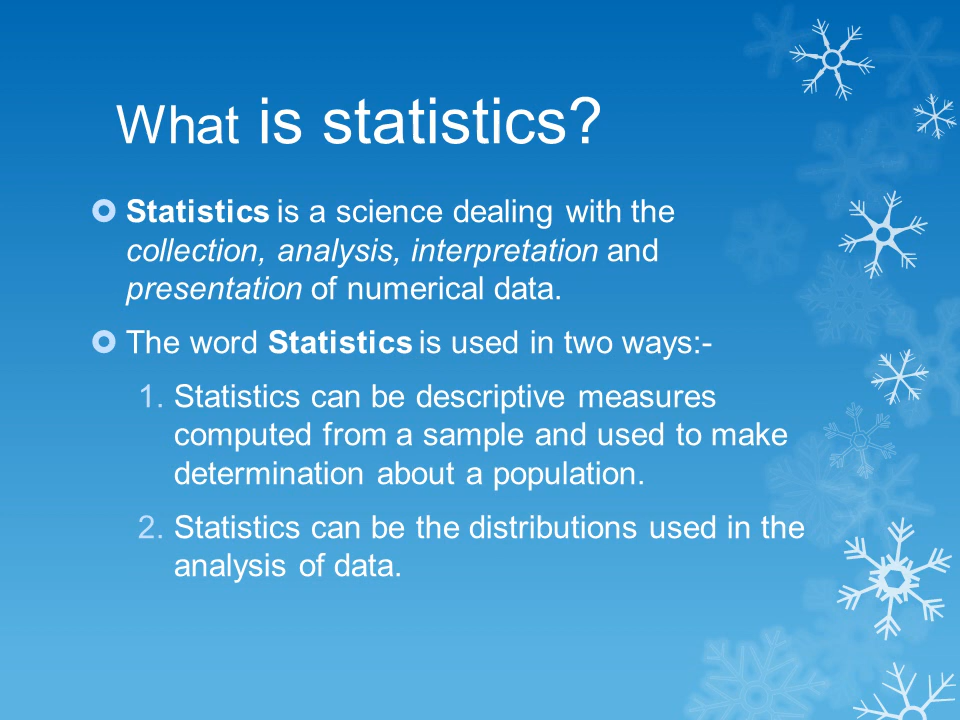 What is statistics?
Statistics is a science dealing with the
collection, analysis, interpretation and
presentation of numerical data.
The word Statistics is used in two ways:-
1. Statistics can be descriptive measures
computed from a sample and used to make
determination about a population.
2. Statistics can be the distributions used in the
analysis of data.